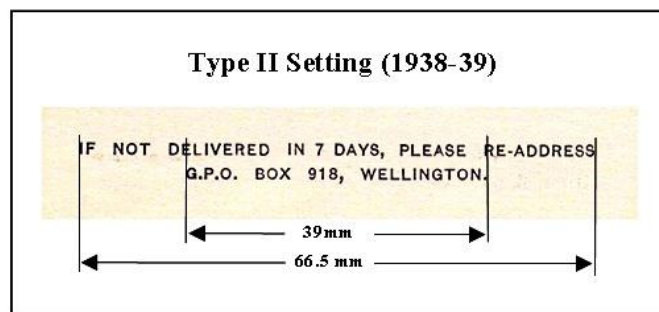 Type II Setting (1938-39)
IF NOT DELIVERED IN 7 DAYS, PLEASE RE-ADDRESS
G.P.O. BOX 918, WELLINGTON.
39mm
66.5 mm